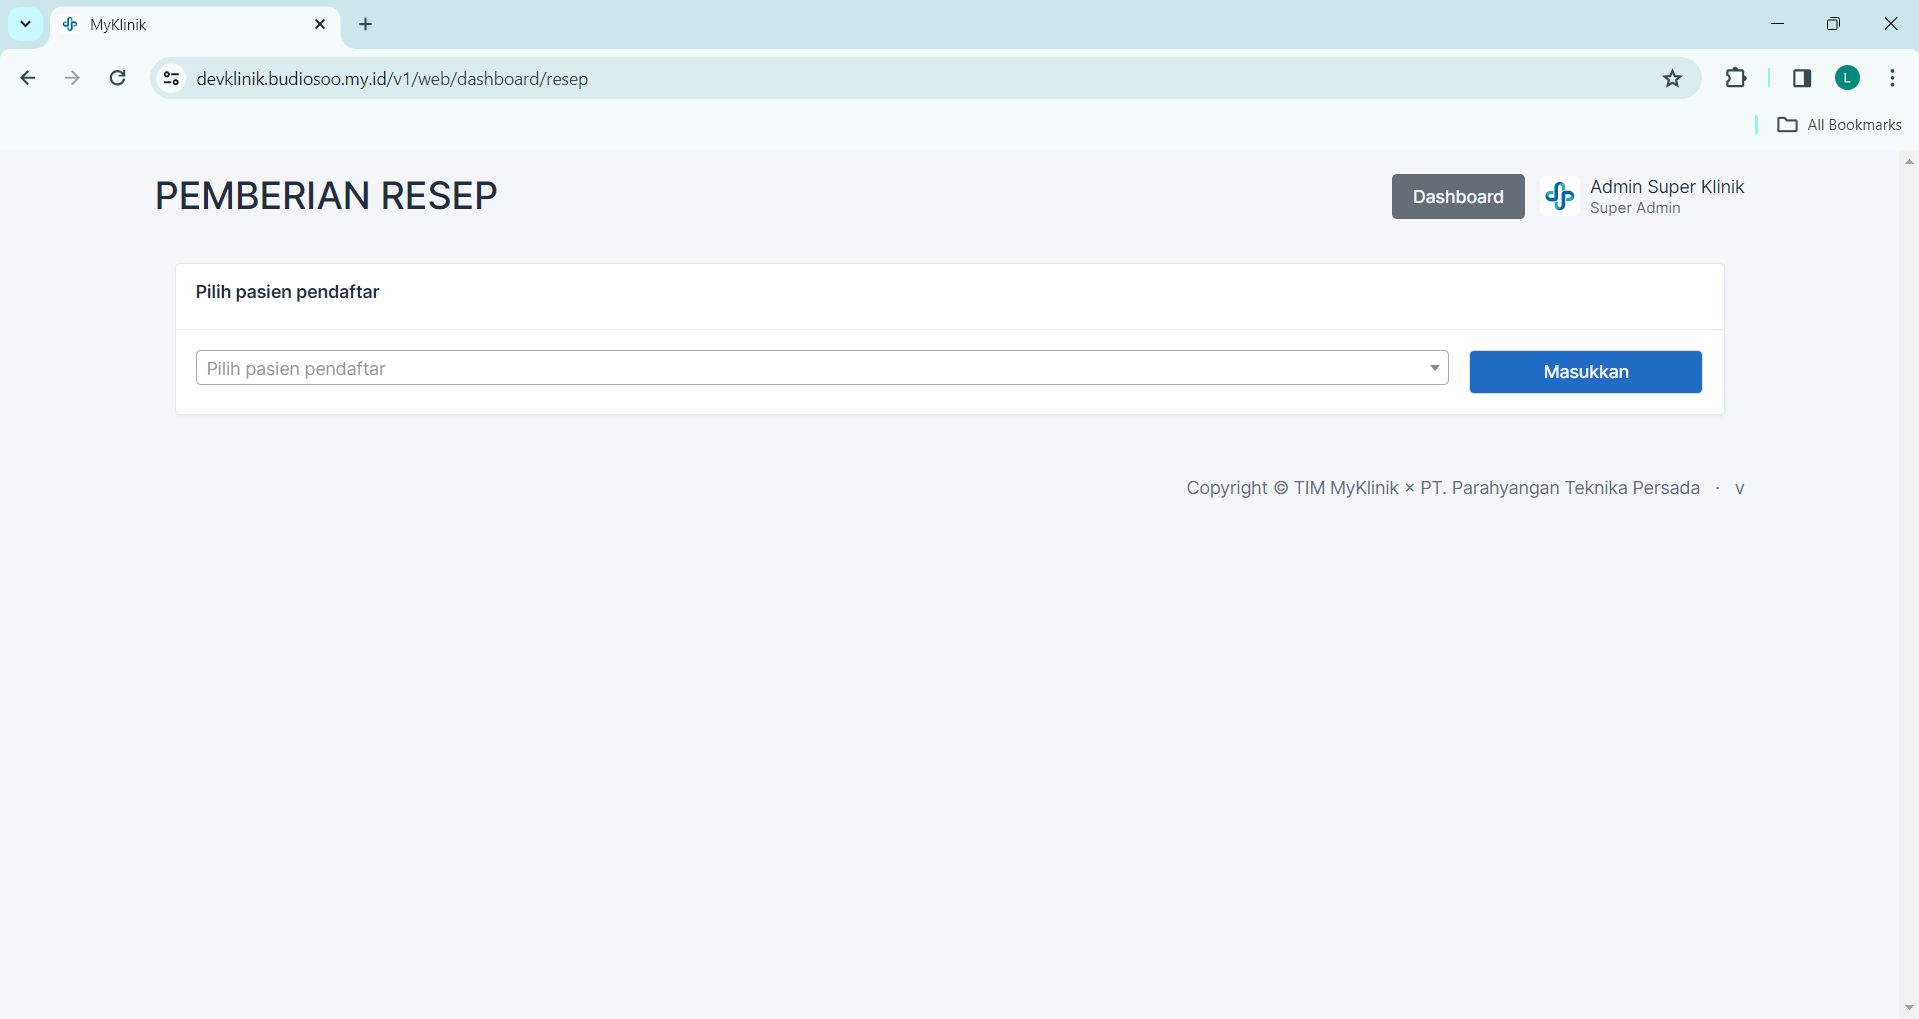 MyKlinik
devklinik.budiosoo.my.id/v1/web/dashboard/resep
L
All Bookmarks
PEMBERIAN RESEP
Dashboard
Admin Super Klinik
Super Admin
Pilih pasien pendaftar
Pilih pasien pendaftar
Masukkan
Copyright © TIM MyKlinik × PT. Parahyangan Teknika Persada · v